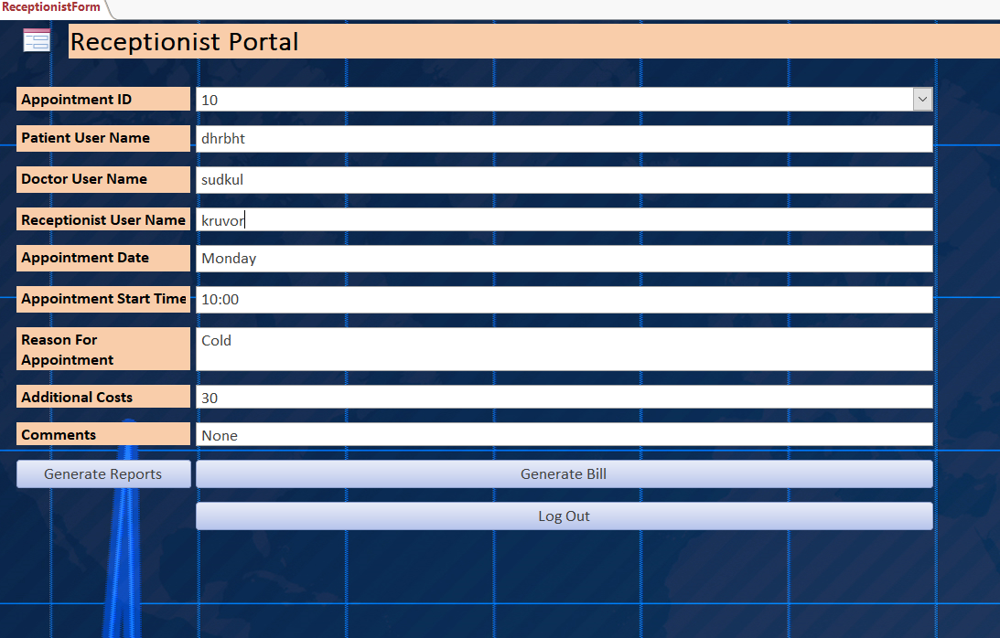 ReceptionistForm
Receptionist Portal
Appointment ID 10
Patient User Name dhrbht
Doctor User Name sudkul
Receptionist User Name kruvor
Appointment Date Monday
Appointment Start Time 10:00
Reason For Cold
Appointment
Additional Costs 30
Comments None
Generate Reports Generate Bill
Log Out